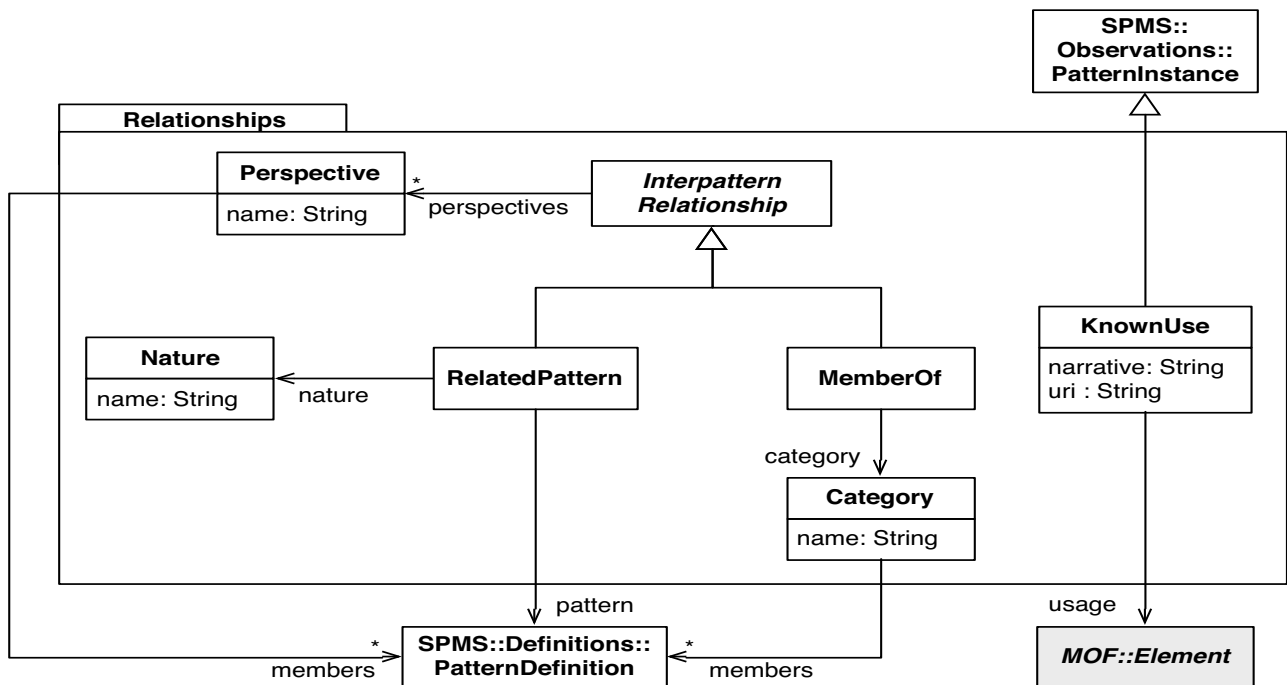 SPMS::
Observations::
PatternInstance
Relationships
Perspective
name: String
*
perspectives
Interpattern
Relationship
Nature
name: String
nature
RelatedPattern
MemberOf
KnownUse
narrative: String
uri : String
category
Category
name: String
pattern
usage
*
members
SPMS::Definitions::
PatternDefinition
*
members
MOF::Element